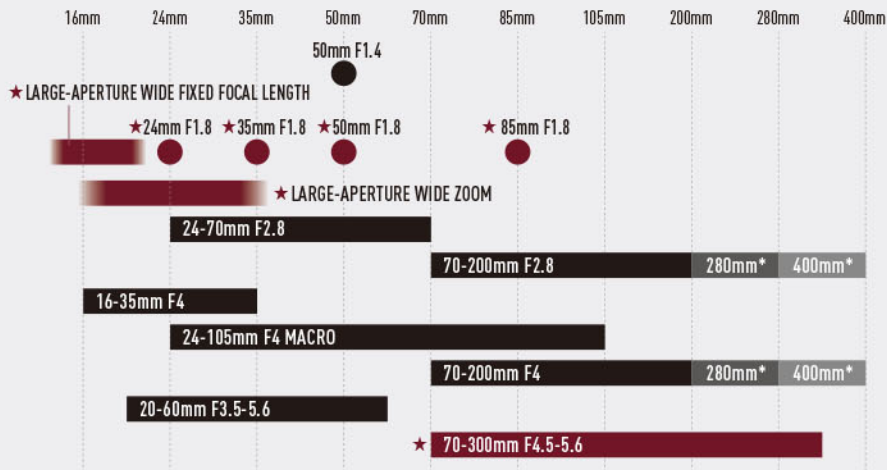 16mm 24mm 35mm 50mm 70mm 85mm 105mm 200mm 280mm 400mm
50mm F1.4
★ LARGE-APERTURE WIDE FIXED FOCAL LENGTH
★24mm F1.8 ★35mm F1.8 ★50mm F1.8 ★ 85mm F1.8
★ LARGE-APERTURE WIDE ZOOM
24-70mm F2.8
70-200mm F2.8 280mm* 400mm*
16-35mm F4
24-105mm F4 MACRO
70-200mm F4 280mm* 400mm*
20-60mm F3.5-5.6
★ 70-300mm F4.5-5.6